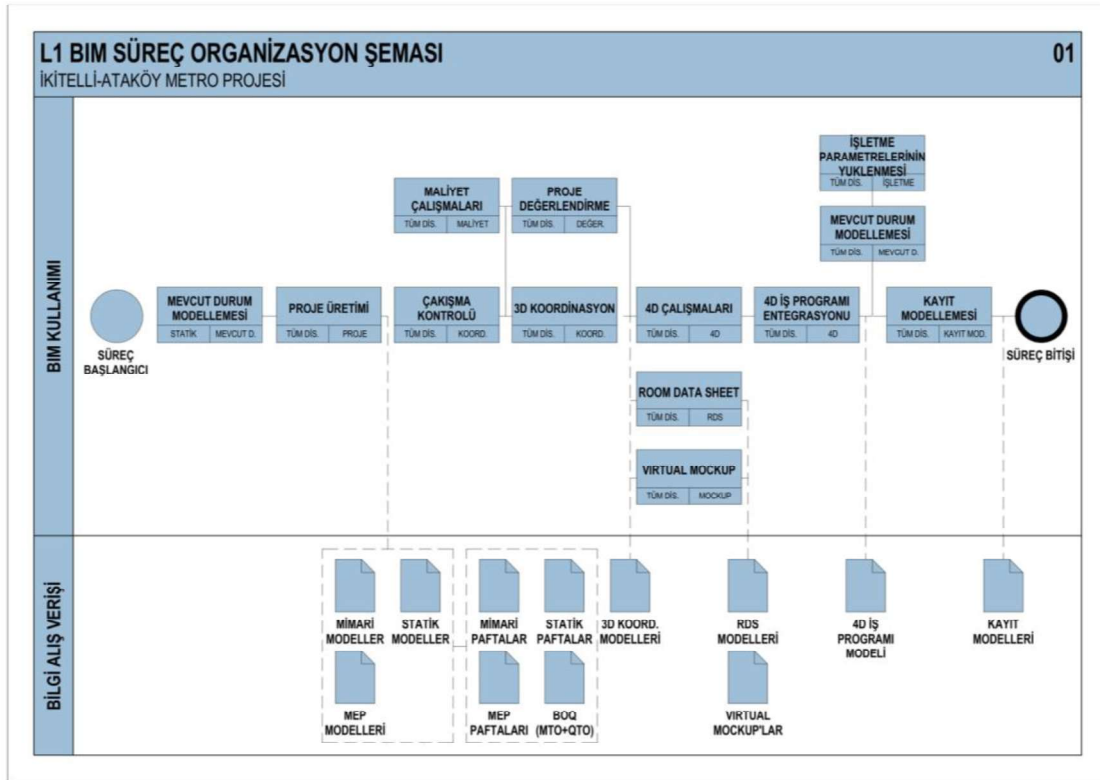 L1 BIM SÜREÇ ORGANİZASYON ŞEMASI
01
İKİTELLİ-ATAKÖY METRO PROJESİ
BIM KULLANIMI
İŞLETME
PARAMETRELERİNİN
YUKLENMESİ
TÜM DİS. İŞLETME
MALİYET
ÇALIŞMALARI
TÜM DİS. MALİYET
PROJE
DEĞERLENDİRME
TÜM DİS. DEĞER.
MEVCUT DURUM
MODELLEMESİ
TÜM DİS. MEVCUT D.
SÜREÇ
BAŞLANGICI
MEVCUT DURUM
MODELLEMESİ
STATİK MEVCUT D.
PROJE ÜRETİMİ
TÜM DİS. PROJE
ÇAKIŞMA
KONTROLÜ
TÜM DİS. KOORD.
3D KOORDİNASYON
TÜM DİS. KOORD.
4D ÇALIŞMALARI
TÜM DİS. 4D
4D İŞ PROGRAMI
ENTEGRASYONU
TÜM DİS. 4D
KAYIT
MODELLEMESİ
TÜM DİS. KAYIT MOD.
SÜREÇ BİTİŞİ
ROOM DATA SHEET
TÜM DİS. RDS
VIRTUAL MOCKUP
TÜM DİS. MOCKUP
BİLGİ ALIŞ VERİŞİ
MİMARİ
MODELLER
STATİK
MODELLER
MİMARİ
PAFTALAR
STATİK
PAFTALAR
3D KOORD.
MODELLERİ
RDS
MODELLERİ
4D İŞ
PROGRAMI
MODELİ
KAYIT
MODELLERİ
MEP
MODELLERİ
MEP
PAFTALARI
BOQ
(MTO+QTO)
VIRTUAL
MOCKUP'LAR